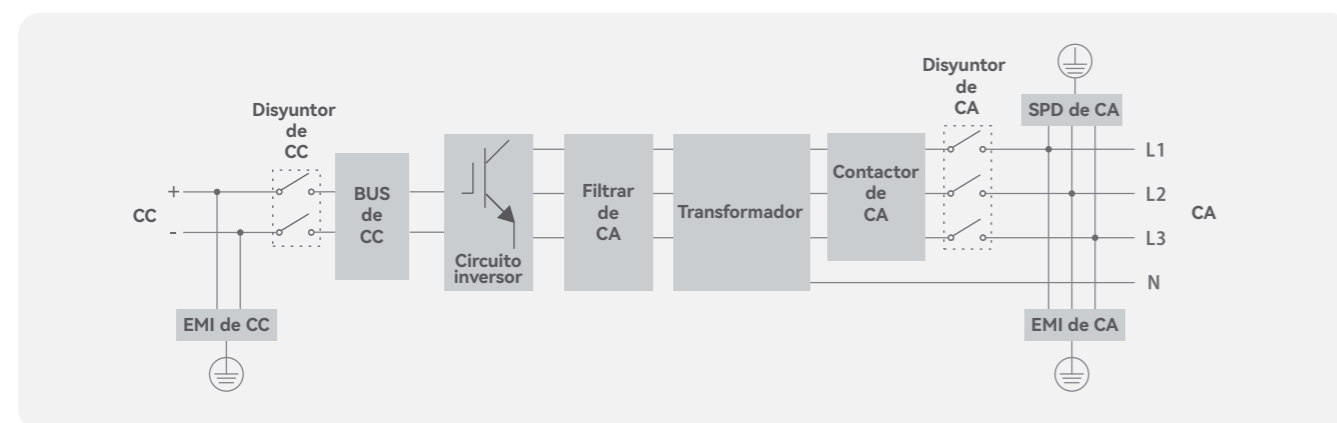 Disyuntor
de
CC
+
-
CC
BUS
de
CC
EMI de CC
Circuito
inversor
Filtrar
de
CA
Transformador
Contactor
de
CA
Disyuntor
de
CA
SPD de CA
L1
L2
L3
N
CA
EMI de CA